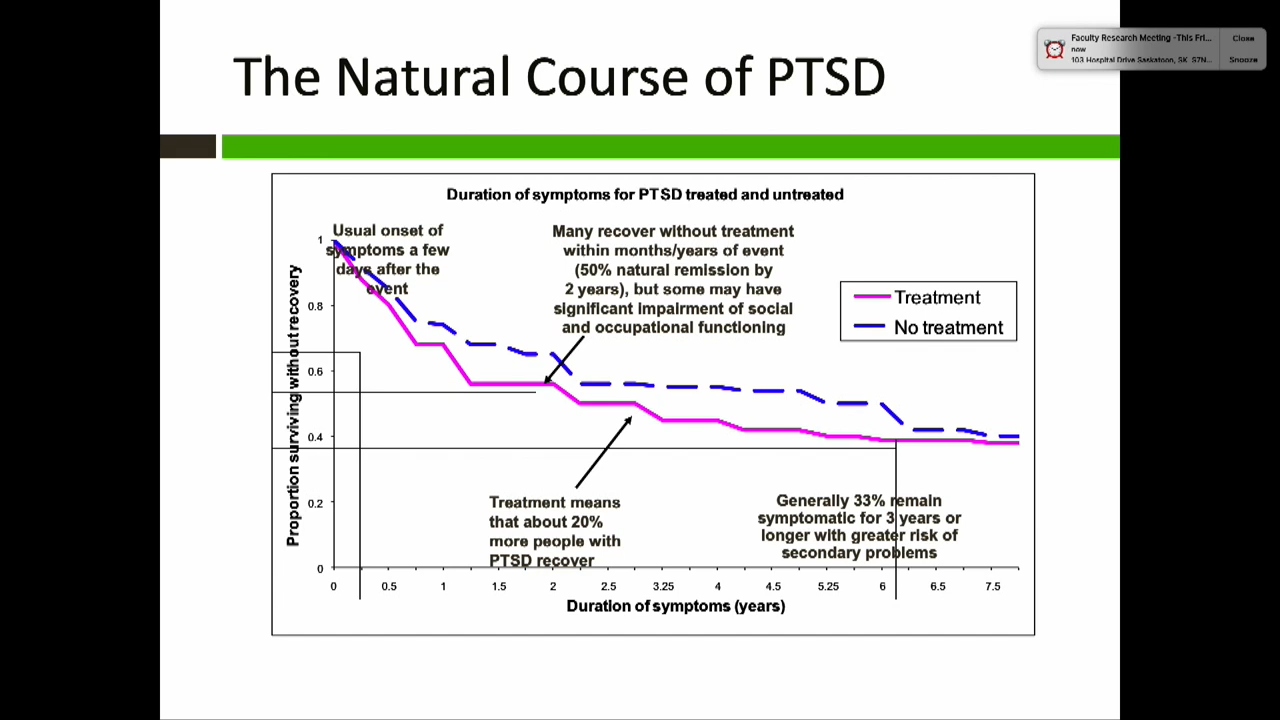 The Natural Course of PTSD
Faculty Research Meeting -This Fri...
now
103 Hospital Drive Saskatoon, SK S7N...
Close
Snooze
Duration of symptoms for PTSD treated and untreated
Usual onset of
symptoms a few
days after the
event
Many recover without treatment
within months/years of event
(50% natural remission by
2 years), but some may have
significant impairment of social
and occupational functioning
Treatment
No treatment
Proportion surviving without recovery
1
0.8
0.6
0.4
0.2
0
Treatment means
that about 20%
more people with
PTSD recover
Generally 33% remain
symptomatic for 3 years or
longer with greater risk of
secondary problems
0 0.5 1 1.5 2 2.5 3.25 4 4.5 5.25 6 6.5 7.5
Duration of symptoms (years)